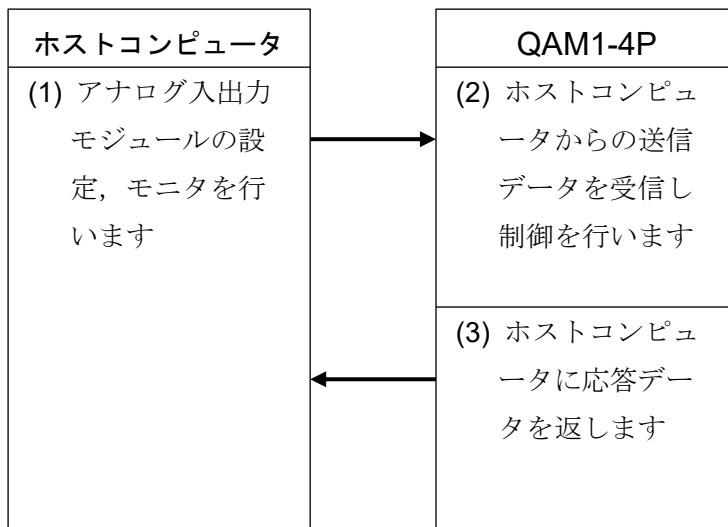 ホストコンピュータ
(1) アナログ入出力
モジュールの設
定，モニタを行
います
QAM1-4P
(2) ホストコンピュ
ータからの送信
データを受信し
制御を行います
(3) ホストコンピュ
ータに応答デー
タを返します